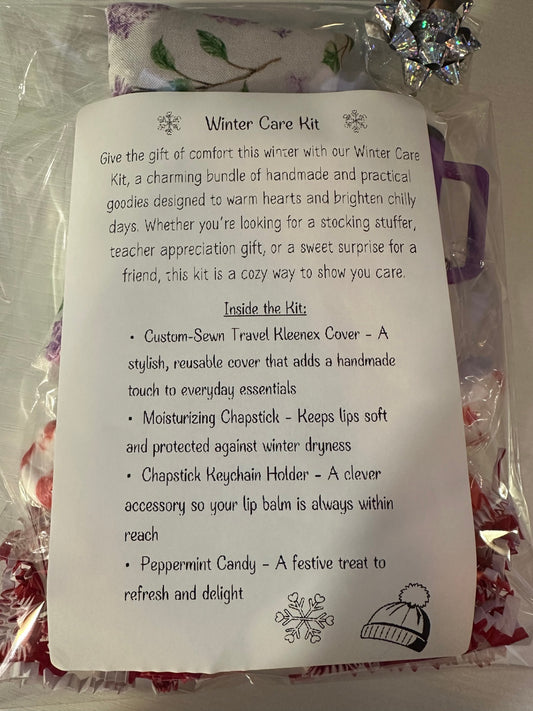 Winter Care Kit
Give the gift of comfort this winter with our Winter Care
Kit, a charming bundle of handmade and practical
goodies designed to warm hearts and brighten chilly
days. Whether you're looking for a stocking stuffer,
teacher appreciation gift, or a sweet surprise for a
friend, this kit is a cozy way to show you care.
Inside the Kit:
• Custom-Sewn Travel Kleenex Cover – A
stylish, reusable cover that adds a handmade
touch to everyday essentials
• Moisturizing Chapstick – Keeps lips soft
and protected against winter dryness
• Chapstick Keychain Holder – A clever
accessory so your lip balm is always within
reach
• Peppermint Candy – A festive treat to
refresh and delight